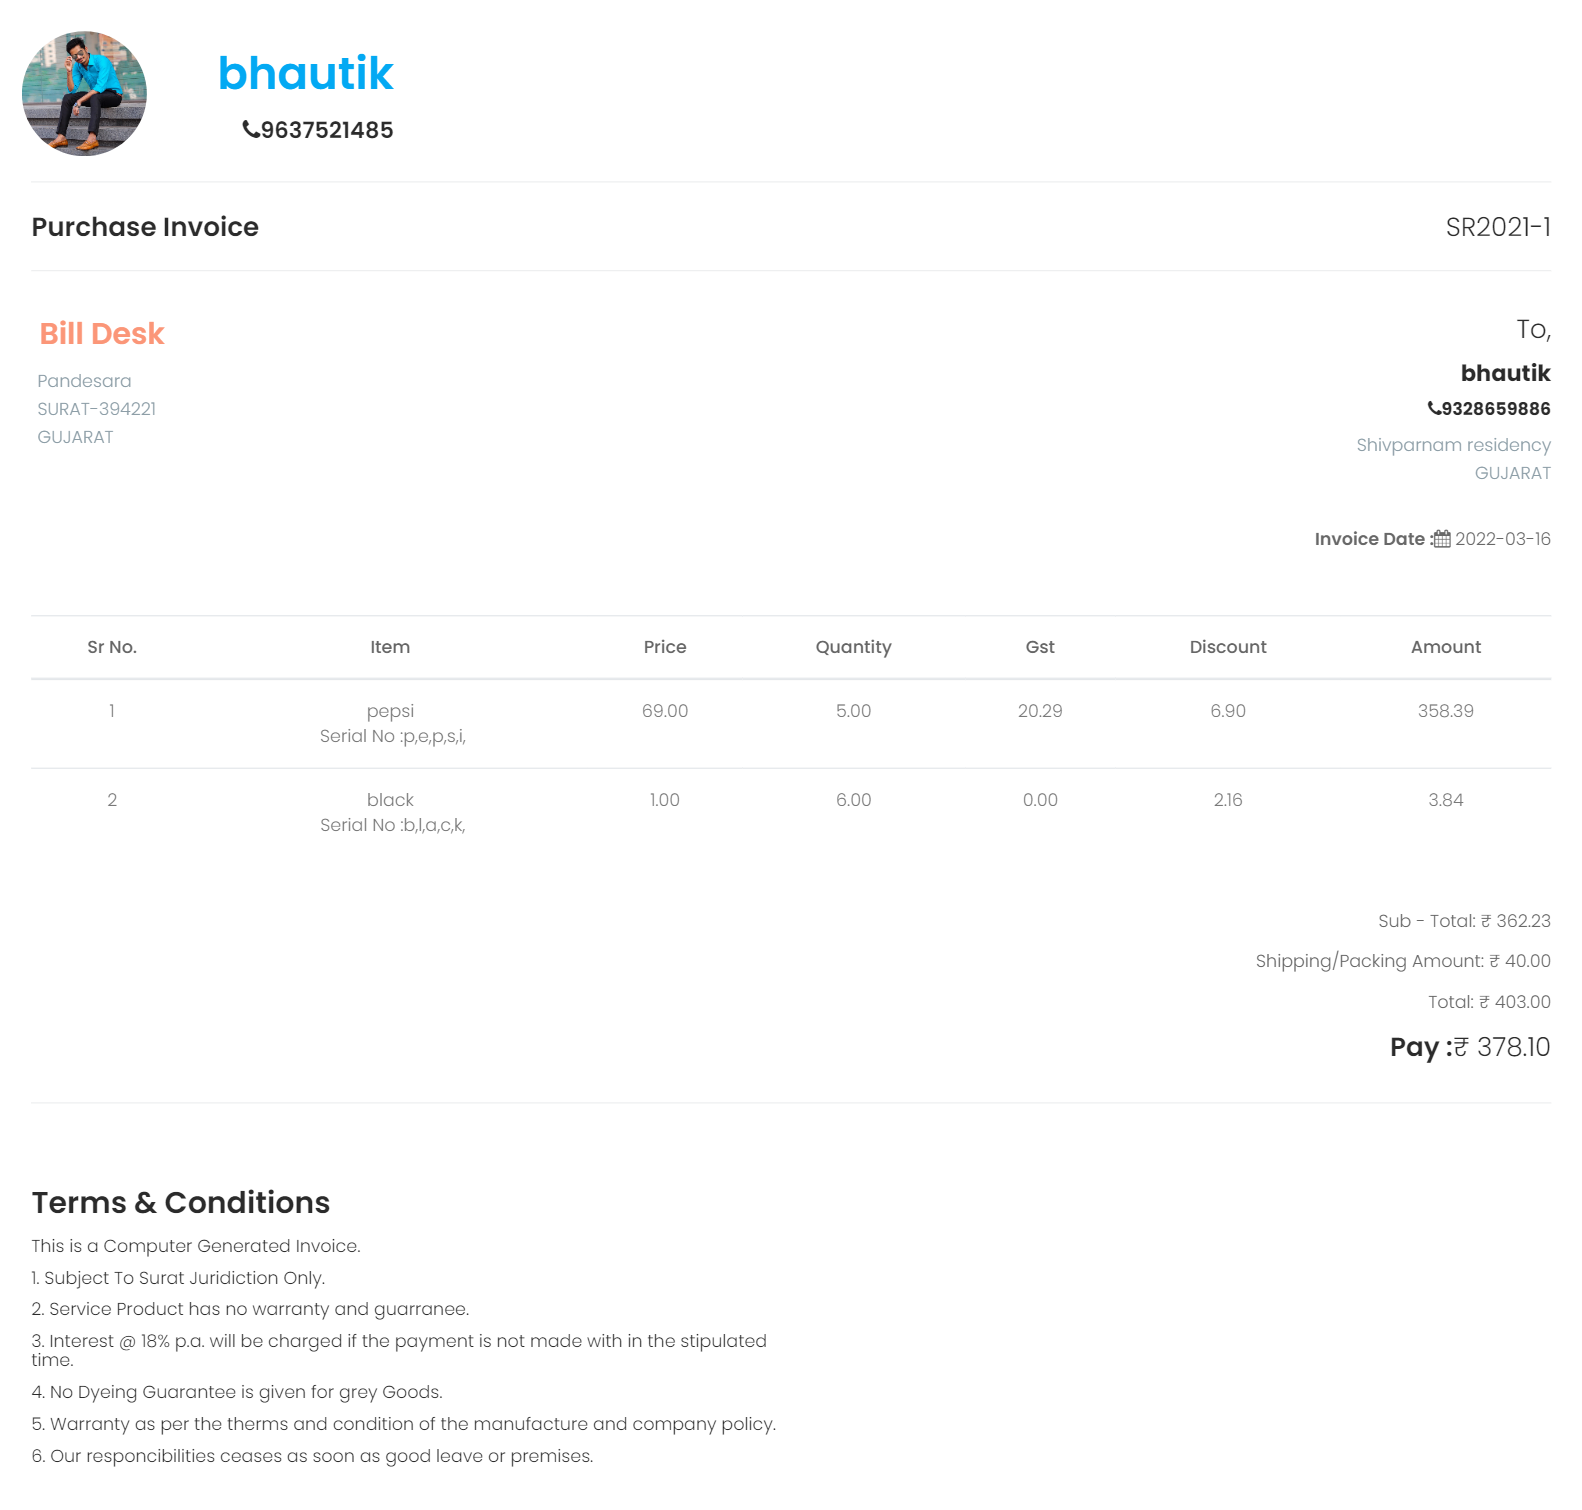 bhautik
9637521485
Purchase Invoice SR2021-1
Bill Desk
Pandesara
SURAT-394221
GUJARAT
To,
bhautik
9328659886
Shivparnam residency
GUJARAT
Invoice Date : 2022-03-16
Sr No. Item Price Quantity Gst Discount Amount
1 pepsi 69.00 5.00 20.29 6.90 358.39
Serial No :p,e,p,s,i,
2 black 1.00 6.00 0.00 2.16 3.84
Serial No :b,l,a,c,k,
Sub - Total: ₹ 362.23
Shipping/Packing Amount: ₹ 40.00
Total: ₹ 403.00
Pay :₹ 378.10
Terms & Conditions
This is a Computer Generated Invoice.
1. Subject To Surat Juridiction Only.
2. Service Product has no warranty and guarranee.
3. Interest @ 18% p.a. will be charged if the payment is not made with in the stipulated
time.
4. No Dyeing Guarantee is given for grey Goods.
5. Warranty as per the therms and condition of the manufacture and company policy.
6. Our responcibilities ceases as soon as good leave or premises.